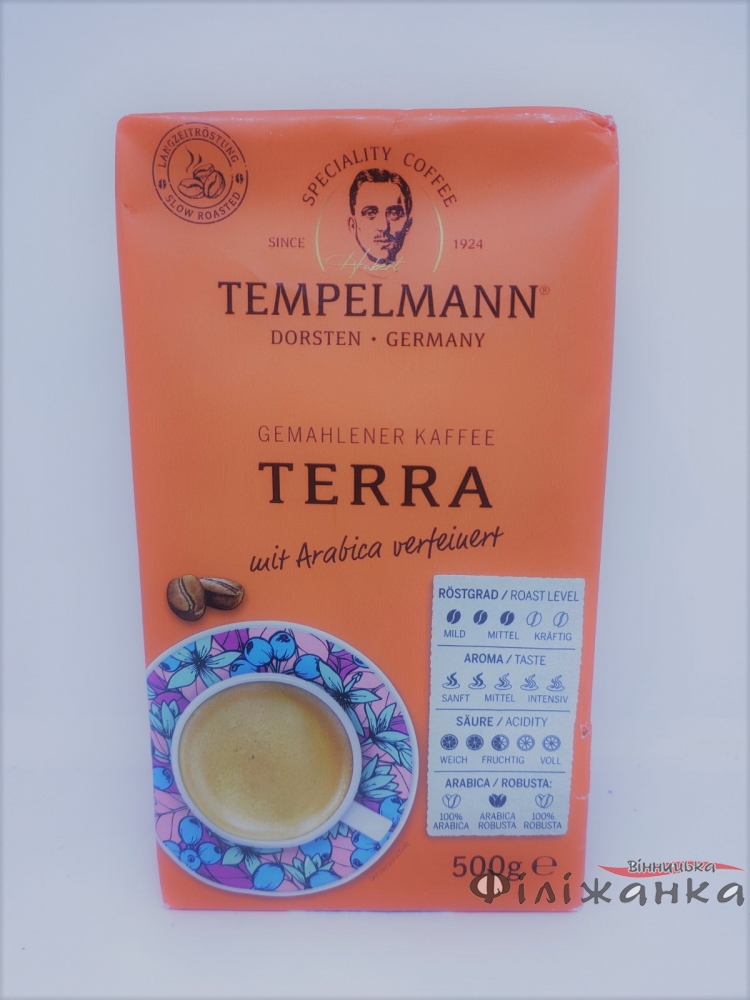 LANGZEITRÖSTUNG
SLOW ROASTED
SPECIALITY COFFEE
SINCE 1924
Hubert
TEMPELMANN®
DORSTEN • GERMANY
GEMAHLENER KAFFEE
TERRA
mit Arabica verfeinert
RÖSTGRAD / ROAST LEVEL
MILD MITTEL KRÄFTIG
AROMA / TASTE
SANFT MITTEL INTENSIV
SÄURE / ACIDITY
WEICH FRUCHTIG VOLL
ARABICA / ROBUSTA:
100% ARABICA 100%
ARABICA ROBUSTA ROBUSTA
500g ℮
Вінницька
Філіжанка